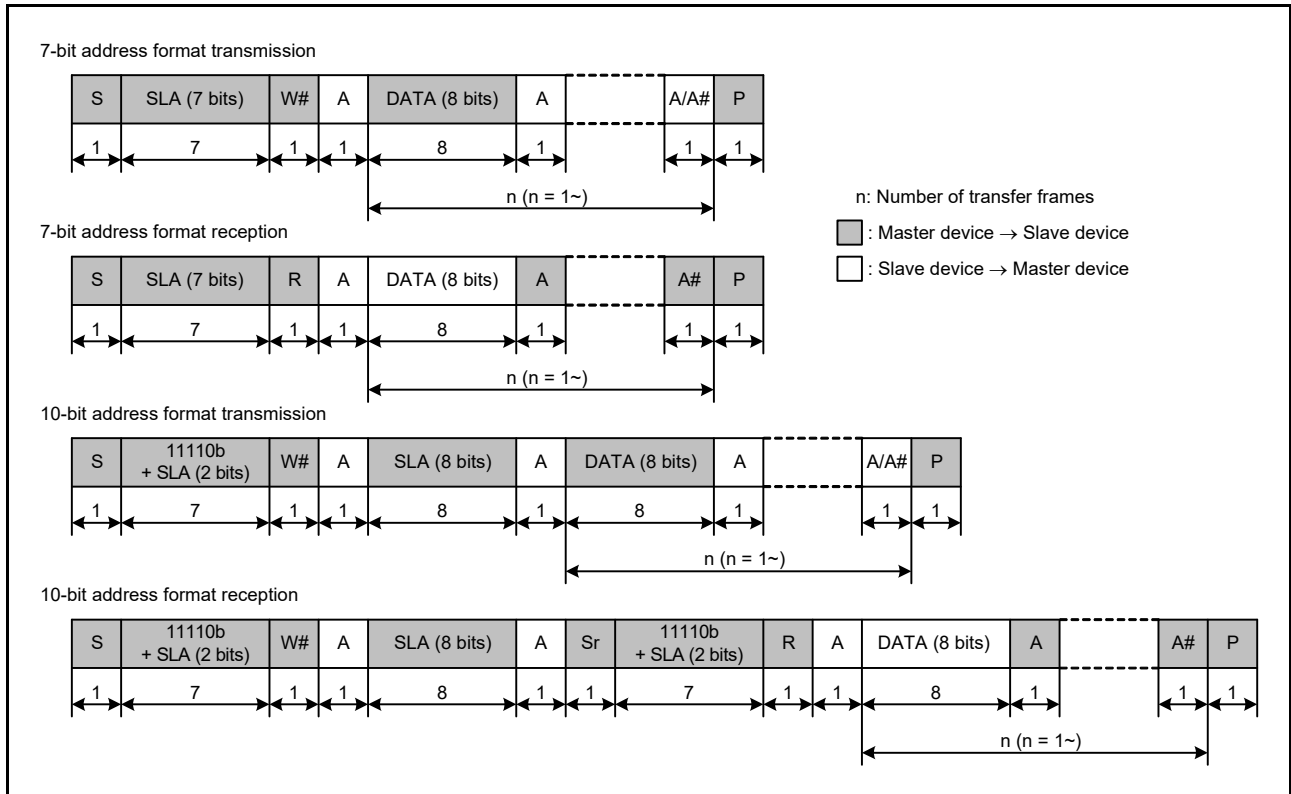 7-bit address format transmission
S SLA (7 bits) W# A DATA (8 bits) A A/A# P
1 7 1 1 8 1 1 1
n (n = 1~)
n: Number of transfer frames
: Master device → Slave device
: Slave device → Master device
7-bit address format reception
S SLA (7 bits) R A DATA (8 bits) A A# P
1 7 1 1 8 1 1 1
n (n = 1~)
10-bit address format transmission
S 11110b + SLA (2 bits) W# A SLA (8 bits) A DATA (8 bits) A A/A# P
1 7 1 1 8 1 8 1 1 1
n (n = 1~)
10-bit address format reception
S 11110b + SLA (2 bits) W# A SLA (8 bits) A Sr 11110b + SLA (2 bits) R A DATA (8 bits) A A# P
1 7 1 1 8 1 1 7 1 1 8 1 1 1
n (n = 1~)